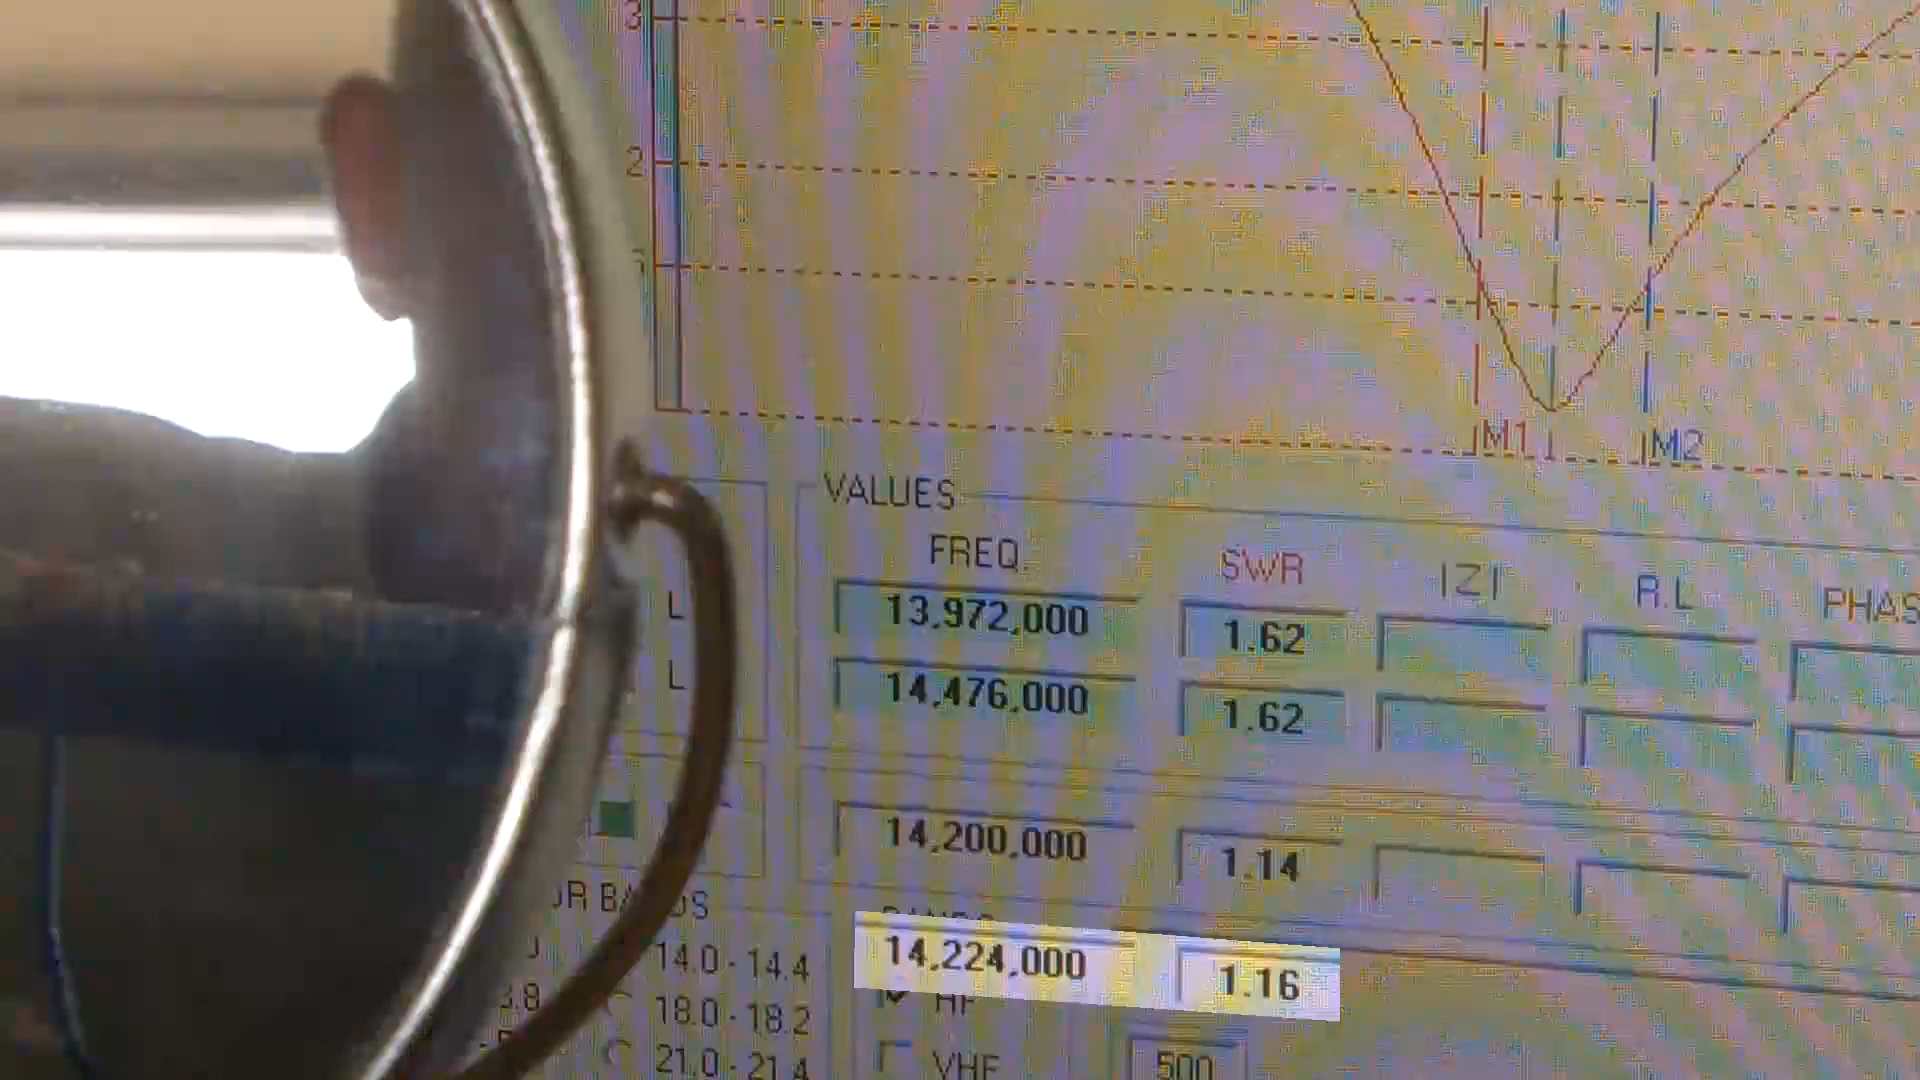 3
2
M1 M2
VALUES
FREQ. SWR |Z| R.L
13,972,000 1.62
L
14,476,000 1.62
L
14,200,000 1.14
14,224,000 1.16
14.0 - 14.4
HF
18.0 - 18.2
VHF 500
21.0 - 21.4